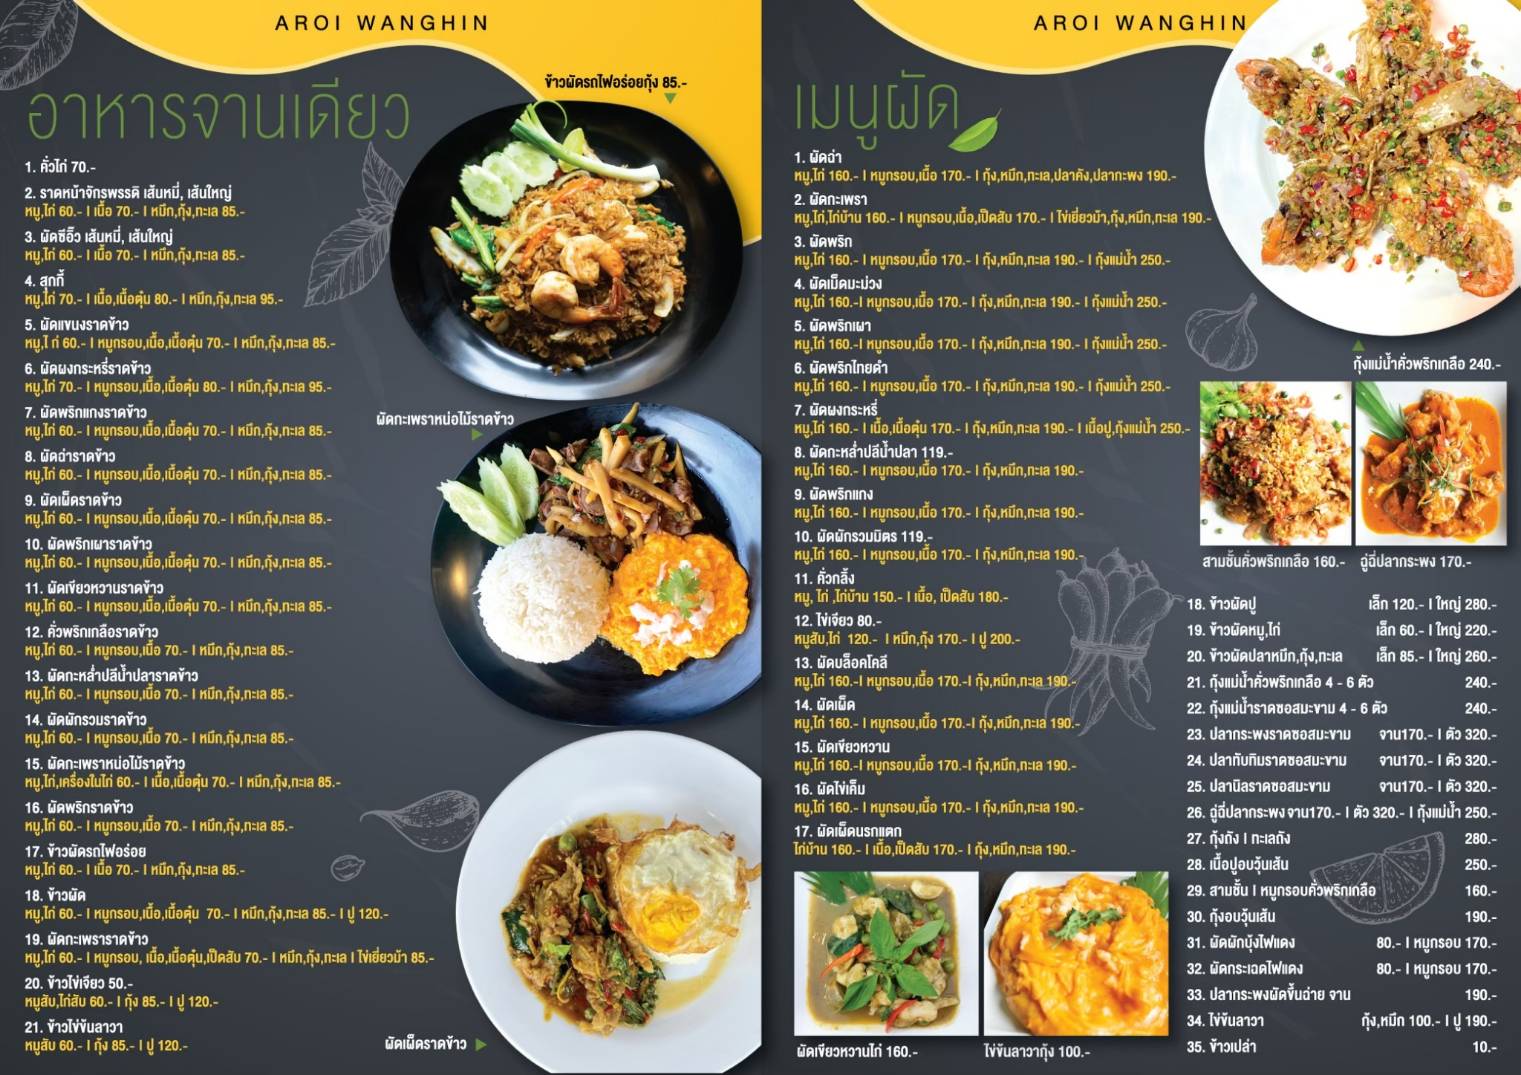 AROI WANGHIN
อาหารจานเดียว
ข้าวผัดรถไฟอร่อยกุ้ง 85.-
1. คั่วไก่ 70.-
2. ราดหน้าจักรพรรดิ เส้นหมี่, เส้นใหญ่
หมู,ไก่ 60.- I เนื้อ 70.- I หมึก,กุ้ง,ทะเล 85.-
3. ผัดซีอิ๊ว เส้นหมี่, เส้นใหญ่
หมู,ไก่ 60.- I เนื้อ 70.- I หมึก,กุ้ง,ทะเล 85.-
4. สุกกี้
หมู,ไก่ 70.- I เนื้อ,เนื้อตุ๋น 80.- I หมึก,กุ้ง,ทะเล 95.-
5. ผัดแขนงราดข้าว
หมู,ไก่ 60.- I หมูกรอบ,เนื้อ,เนื้อตุ๋น 70.- I หมึก,กุ้ง,ทะเล 85.-
6. ผัดผงกระหรี่ราดข้าว
หมู,ไก่ 70.- I หมูกรอบ,เนื้อ,เนื้อตุ๋น 80.- I หมึก,กุ้ง,ทะเล 95.-
7. ผัดพริกแกงราดข้าว
หมู,ไก่ 60.- I หมูกรอบ,เนื้อ,เนื้อตุ๋น 70.- I หมึก,กุ้ง,ทะเล 85.-
8. ผัดฉ่าราดข้าว
หมู,ไก่ 60.- I หมูกรอบ,เนื้อ,เนื้อตุ๋น 70.- I หมึก,กุ้ง,ทะเล 85.-
9. ผัดเผ็ดราดข้าว
หมู,ไก่ 60.- I หมูกรอบ,เนื้อ,เนื้อตุ๋น 70.- I หมึก,กุ้ง,ทะเล 85.-
10. ผัดพริกเผาราดข้าว
หมู,ไก่ 60.- I หมูกรอบ,เนื้อ,เนื้อตุ๋น 70.- I หมึก,กุ้ง,ทะเล 85.-
11. ผัดเขียวหวานราดข้าว
หมู,ไก่ 60.- I หมูกรอบ,เนื้อ,เนื้อตุ๋น 70.- I หมึก,กุ้ง,ทะเล 85.-
12. คั่วพริกเกลือราดข้าว
หมู,ไก่ 60.- I หมูกรอบ,เนื้อ 70.- I หมึก,กุ้ง,ทะเล 85.-
13. ผัดกะหล่ำปลีน้ำปลาราดข้าว
หมู,ไก่ 60.- I หมูกรอบ,เนื้อ 70.- I หมึก,กุ้ง,ทะเล 85.-
14. ผัดผักรวมราดข้าว
หมู,ไก่ 60.- I หมูกรอบ,เนื้อ 70.- I หมึก,กุ้ง,ทะเล 85.-
15. ผัดกะเพราหน่อไม้ราดข้าว
หมู,ไก่,เครื่องในไก่ 60.- I เนื้อ,เนื้อตุ๋น 70.- I หมึก,กุ้ง,ทะเล 85.-
16. ผัดพริกราดข้าว
หมู,ไก่ 60.- I หมูกรอบ,เนื้อ 70.- I หมึก,กุ้ง,ทะเล 85.-
17. ข้าวผัดรถไฟอร่อย
หมู,ไก่ 60.- I เนื้อ 70.- I หมึก,กุ้ง,ทะเล 85.-
18. ข้าวผัด
หมู,ไก่ 60.- I หมูกรอบ,เนื้อ,เนื้อตุ๋น 70.- I หมึก,กุ้ง,ทะเล 85.- I ปู 120.-
19. ผัดกะเพราราดข้าว
หมู,ไก่ 60.- I หมูกรอบ, เนื้อ,เนื้อตุ๋น,เป็ดสับ 70.- I หมึก,กุ้ง,ทะเล I ไข่เยี่ยวม้า 85.-
20. ข้าวไข่เจียว 50.-
หมูสับ,ไก่สับ 60.- I กุ้ง 85.- I ปู 120.-
21. ข้าวไข่ข้นลาวา
หมูสับ 60.- I กุ้ง 85.- I ปู 120.-
ผัดกะเพราหน่อไม้ราดข้าว
ผัดเผ็ดราดข้าว
AROI WANGHIN
เมนูผัด
1. ผัดฉ่า
หมู,ไก่ 160.- I หมูกรอบ,เนื้อ 170.- I กุ้ง,หมึก,ทะเล,ปลาคัง,ปลากะพง 190.-
2. ผัดกะเพรา
หมู,ไก่,ไก่บ้าน 160.- I หมูกรอบ,เนื้อ,เป็ดสับ 170.- I ไข่เยี่ยวม้า,กุ้ง,หมึก,ทะเล 190.-
3. ผัดพริก
หมู,ไก่ 160.- I หมูกรอบ,เนื้อ 170.- I กุ้ง,หมึก,ทะเล 190.- I กุ้งแม่น้ำ 250.-
4. ผัดเม็ดมะม่วง
หมู,ไก่ 160.-I หมูกรอบ,เนื้อ 170.- I กุ้ง,หมึก,ทะเล 190.- I กุ้งแม่น้ำ 250.-
5. ผัดพริกเผา
หมู,ไก่ 160.-I หมูกรอบ,เนื้อ 170.- I กุ้ง,หมึก,ทะเล 190.- I กุ้งแม่น้ำ 250.-
6. ผัดพริกไทยดำ
หมู,ไก่ 160.- I หมูกรอบ,เนื้อ 170.- I กุ้ง,หมึก,ทะเล 190.- I กุ้งแม่น้ำ 250.-
7. ผัดผงกระหรี่
หมู,ไก่ 160.- I เนื้อ,เนื้อตุ๋น 170.- I กุ้ง,หมึก,ทะเล 190.- I เนื้อปู,กุ้งแม่น้ำ 250.-
8. ผัดกะหล่ำปลีน้ำปลา 119.-
หมู,ไก่ 160.- I หมูกรอบ,เนื้อ 170.- I กุ้ง,หมึก,ทะเล 190.-
9. ผัดพริกแกง
หมู,ไก่ 160.- I หมูกรอบ,เนื้อ 170.- I กุ้ง,หมึก,ทะเล 190.-
10. ผัดผักรวมมิตร 119.-
หมู,ไก่ 160.- I หมูกรอบ,เนื้อ 170.- I กุ้ง,หมึก,ทะเล 190.-
11. คั่วกลิ้ง
หมู, ไก่ ,ไก่บ้าน 150.- I เนื้อ, เป็ดสับ 180.-
12. ไข่เจียว 80.-
หมูสับ,ไก่ 120.- I หมึก,กุ้ง 170.- I ปู 200.-
13. ผัดบล็อคโคลี
หมู,ไก่ 160.- I หมูกรอบ,เนื้อ 170.-I กุ้ง,หมึก,ทะเล 190.-
14. ผัดเผ็ด
หมู,ไก่ 160.- I หมูกรอบ,เนื้อ 170.-I กุ้ง,หมึก,ทะเล 190.-
15. ผัดเขียวหวาน
หมู,ไก่ 160.-I หมูกรอบ,เนื้อ 170.-I กุ้ง,หมึก,ทะเล 190.-
16. ผัดไข่เค็ม
หมู,ไก่ 160.- I หมูกรอบ,เนื้อ 170.- I กุ้ง,หมึก,ทะเล 190.-
17. ผัดเผ็ดนรกแตก
ไก่บ้าน 160.- I เนื้อ,เป็ดสับ 170.- I กุ้ง,หมึก,ทะเล 190.-
ผัดเขียวหวานไก่ 160.-
ไข่ข้นลาวากุ้ง 100.-
กุ้งแม่น้ำคั่วพริกเกลือ 240.-
สามชั้นคั่วพริกเกลือ 160.-
ฉู่ฉี่ปลากระพง 170.-
18. ข้าวผัดปู เล็ก 120.- I ใหญ่ 280.-
19. ข้าวผัดหมู,ไก่ เล็ก 60.- I ใหญ่ 220.-
20. ข้าวผัดปลาหมึก,กุ้ง,ทะเล เล็ก 85.- I ใหญ่ 260.-
21. กุ้งแม่น้ำคั่วพริกเกลือ 4 - 6 ตัว 240.-
22. กุ้งแม่น้ำราดซอสมะขาม 4 - 6 ตัว 240.-
23. ปลากระพงราดซอสมะขาม จาน170.- I ตัว 320.-
24. ปลาทับทิมราดซอสมะขาม จาน170.- I ตัว 320.-
25. ปลานิลราดซอสมะขาม จาน170.- I ตัว 320.-
26. ฉู่ฉี่ปลากระพง จาน170.- I ตัว 320.- I กุ้งแม่น้ำ 250.-
27. กุ้งถัง I ทะเลถัง 280.-
28. เนื้อปูอบวุ้นเส้น 250.-
29. สามชั้น I หมูกรอบคั่วพริกเกลือ 160.-
30. กุ้งอบวุ้นเส้น 190.-
31. ผัดผักบุ้งไฟแดง 80.- I หมูกรอบ 170.-
32. ผัดกระเฉดไฟแดง 80.- I หมูกรอบ 170.-
33. ปลากระพงผัดขึ้นฉ่าย จาน 190.-
34. ไข่ข้นลาวา กุ้ง,หมึก 100.- I ปู 190.-
35. ข้าวเปล่า 10.-